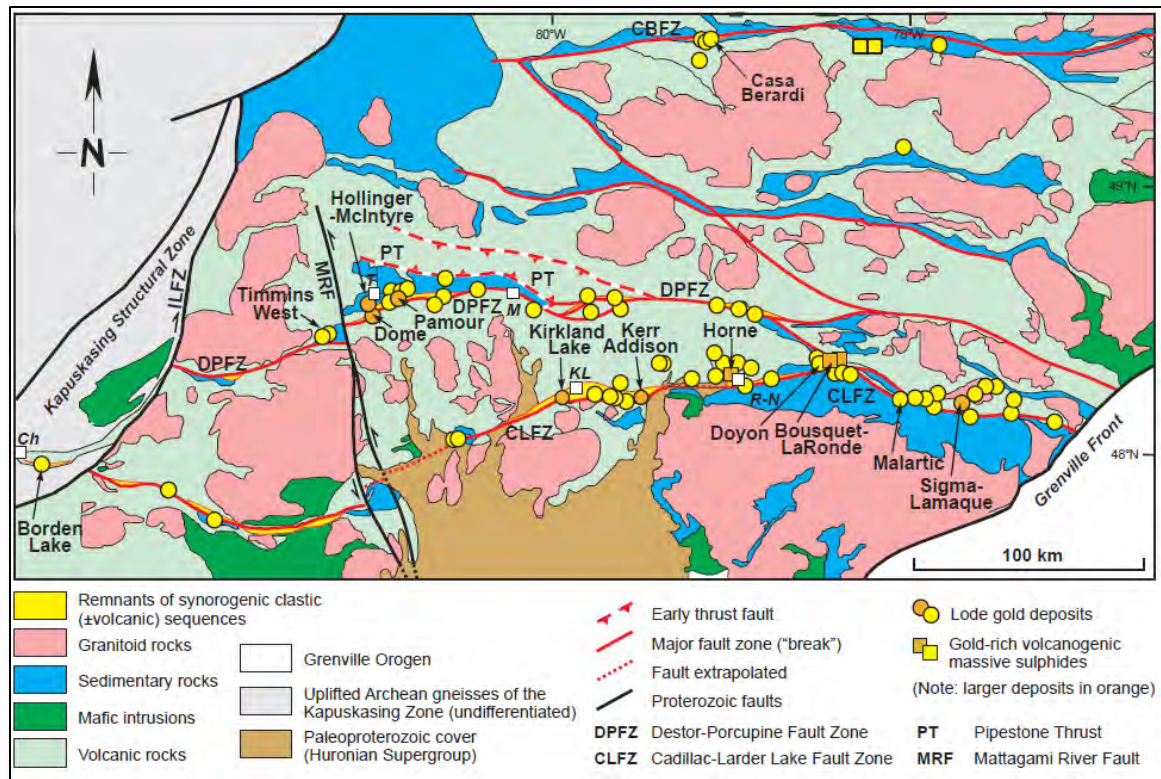 80°W
78°W
CBFZ
Casa
Berardi
N
49°N
Hollinger
-McIntyre
Kapuskasing Structural Zone
ILFZ
MRF
PT
T
PT
Timmins
West
DPFZ
M
DPFZ
Pamour
Dome
Kirkland
Lake
Kerr
Addison
Horne
DPFZ
KL
R-N
CLFZ
CLFZ
Doyon
Bousquet-
LaRonde
Malartic
Sigma-
Lamaque
48°N
Grenville Front
Ch
Borden
Lake
100 km
Remnants of synorogenic clastic
(±volcanic) sequences
Granitoid rocks
Sedimentary rocks
Mafic intrusions
Volcanic rocks
Grenville Orogen
Uplifted Archean gneisses of the
Kapuskasing Zone (undifferentiated)
Paleoproterozoic cover
(Huronian Supergroup)
Early thrust fault
Major fault zone ("break")
Fault extrapolated
Proterozoic faults
DPFZ Destor-Porcupine Fault Zone
CLFZ Cadillac-Larder Lake Fault Zone
Lode gold deposits
Gold-rich volcanogenic
massive sulphides
(Note: larger deposits in orange)
PT Pipestone Thrust
MRF Mattagami River Fault